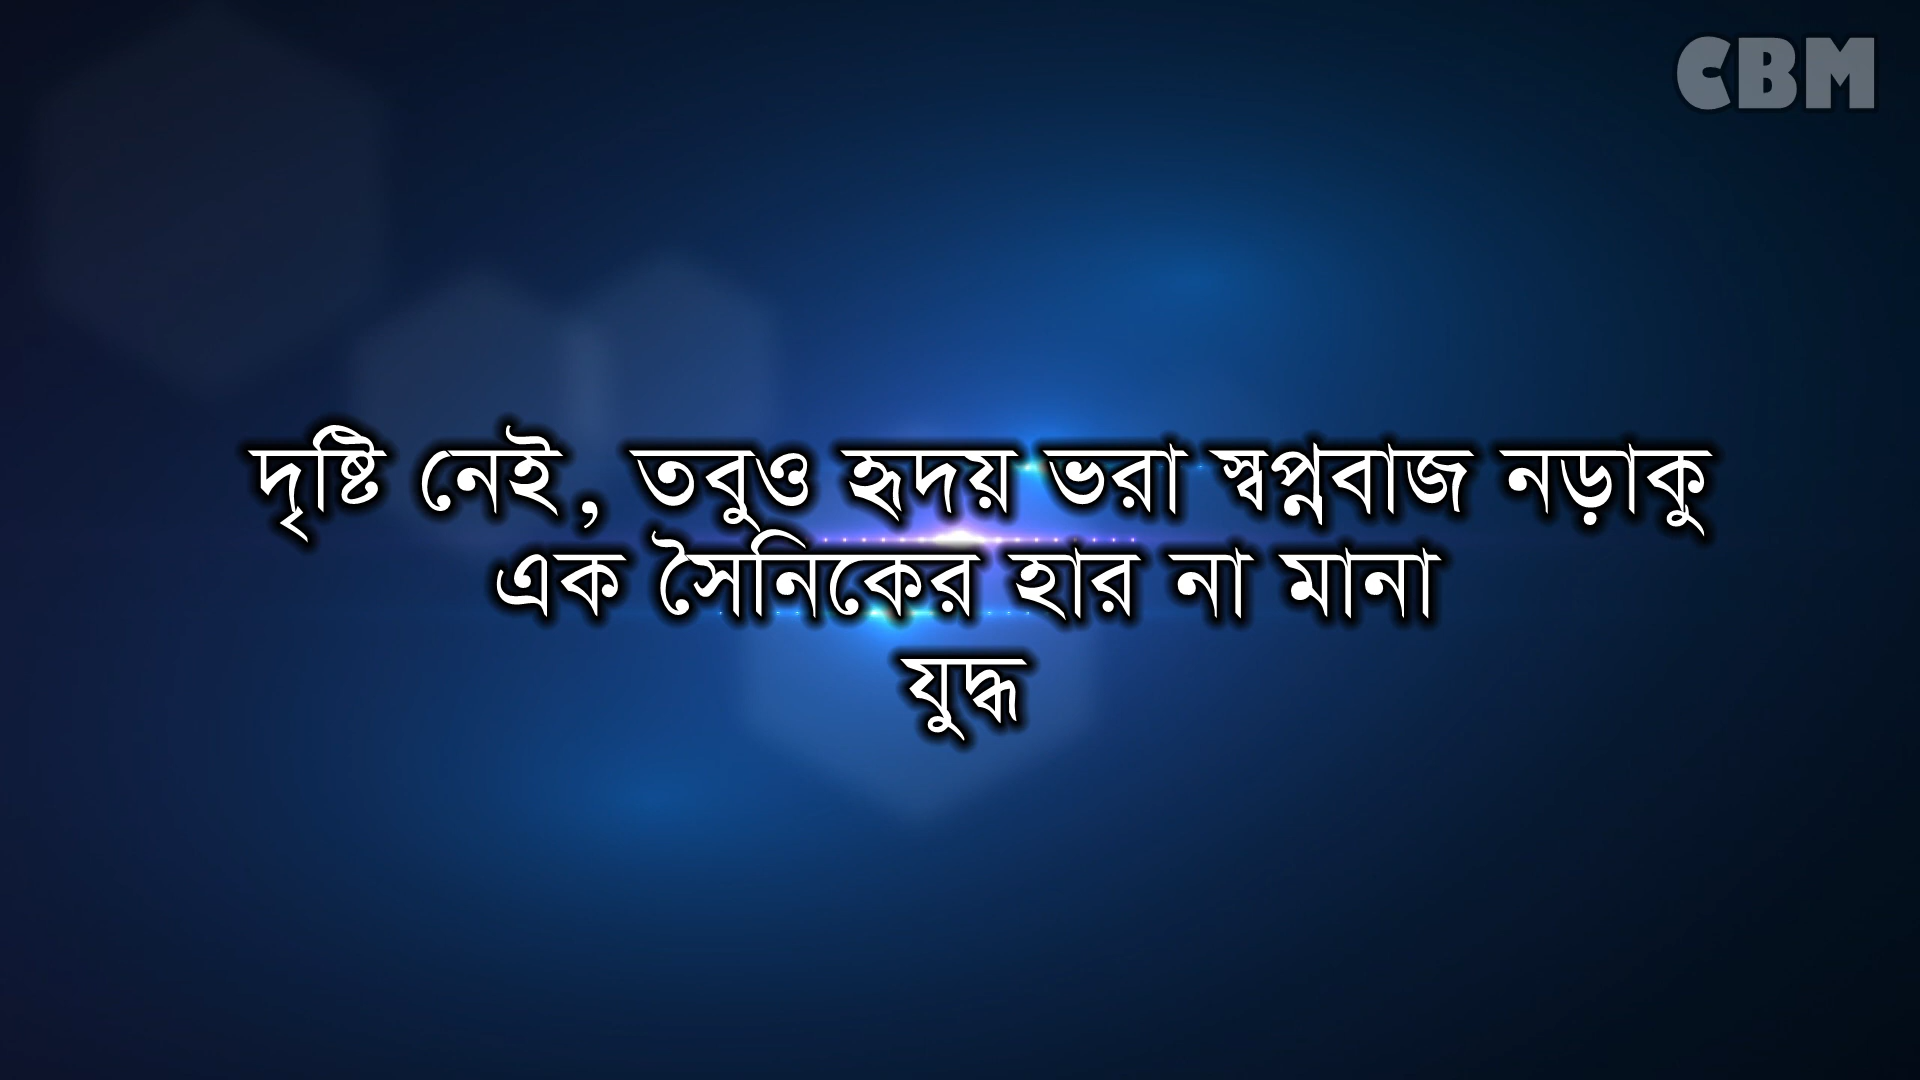 CBM
দৃষ্টি নেই, তবুও হৃদয় ভরা স্বপ্নবাজ নড়াকু
এক সৈনিকের হার না মানা
যুদ্ধ